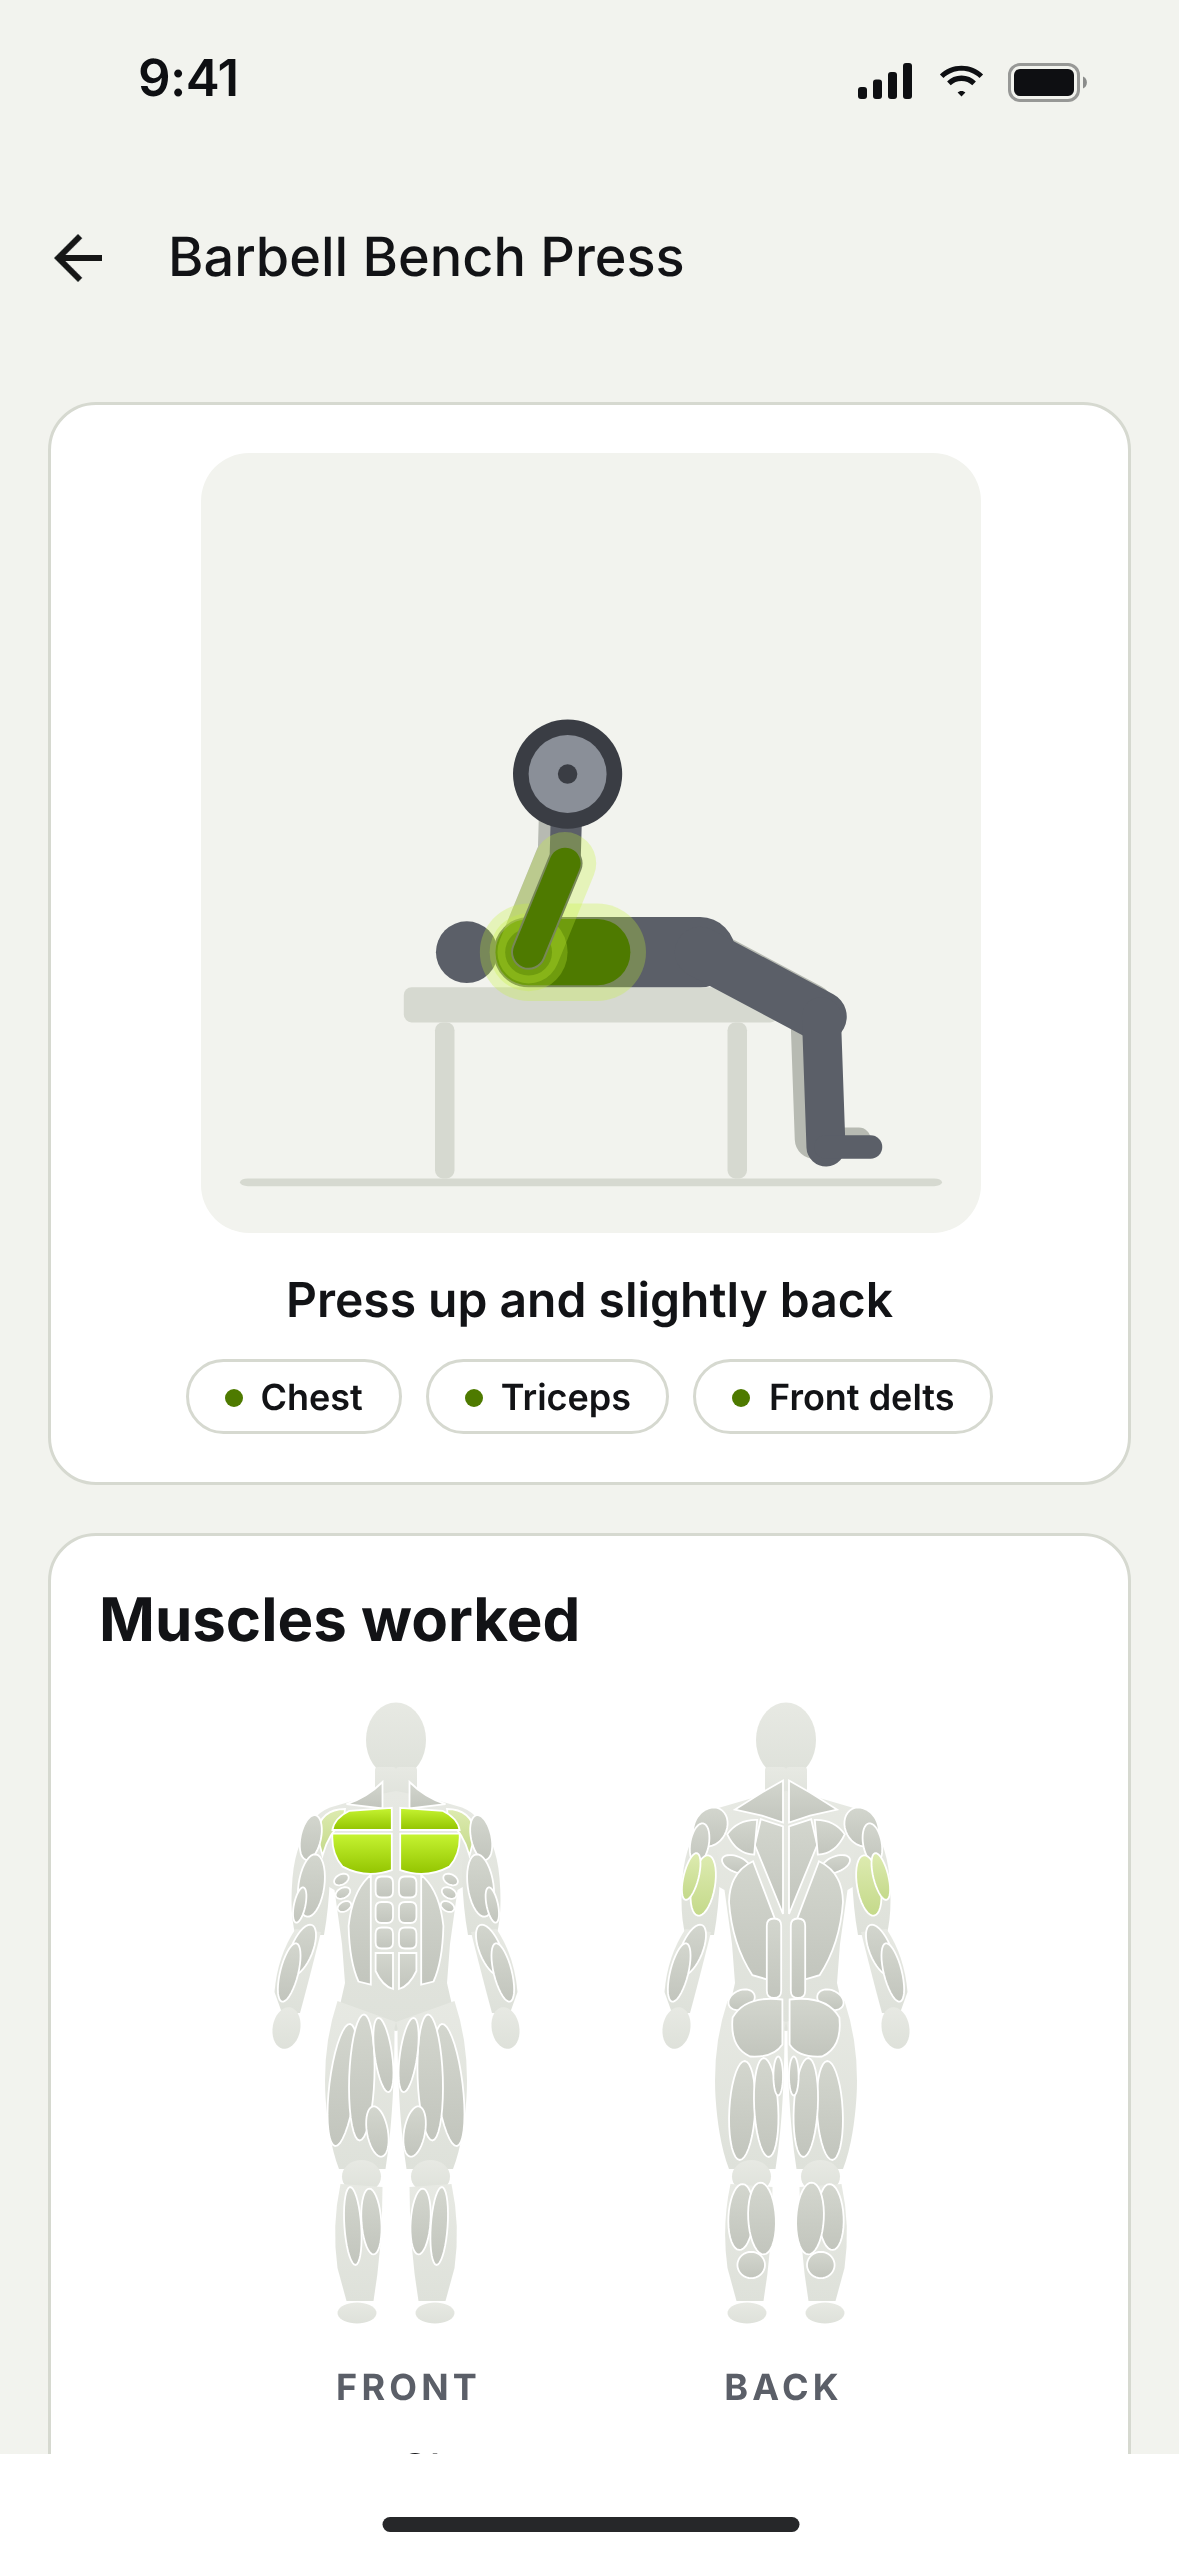 9:41
Barbell Bench Press
Press up and slightly back
Chest
Triceps
Front delts
Muscles worked
FRONT
BACK